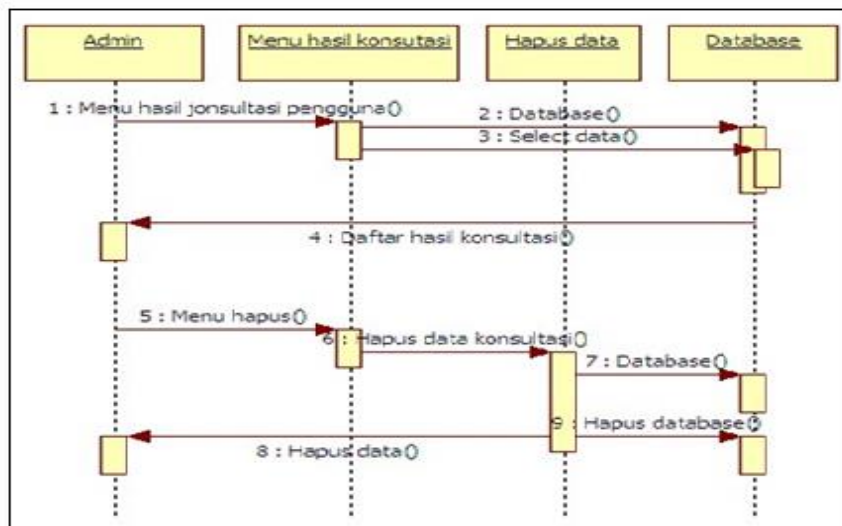 Admin
Menu hasil konsutasi
Hapus data
Database
1 : Menu hasil jonsultasi pengguna()
2 : Database()
3 : Select data()
4 : Daftar hasil konsultasi()
5 : Menu hapus()
6 : Hapus data konsultasi()
7 : Database()
9 : Hapus database()
8 : Hapus data()